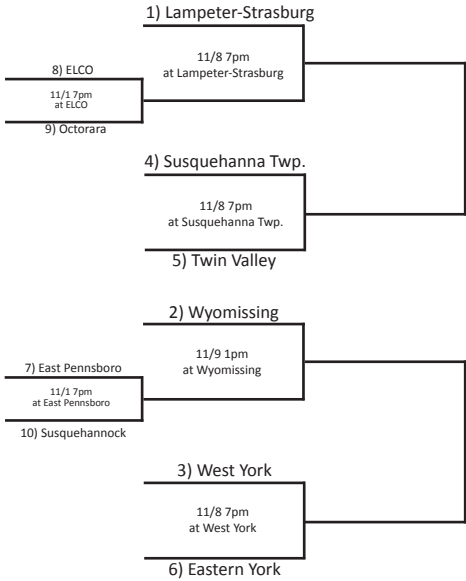 1) Lampeter-Strasburg
11/8 7pm
at Lampeter-Strasburg
8) ELCO
11/1 7pm
at ELCO
9) Octorara
4) Susquehanna Twp.
11/8 7pm
at Susquehanna Twp.
5) Twin Valley
2) Wyomissing
11/9 1pm
at Wyomissing
7) East Pennsboro
11/1 7pm
at East Pennsboro
10) Susquehannock
3) West York
11/8 7pm
at West York
6) Eastern York